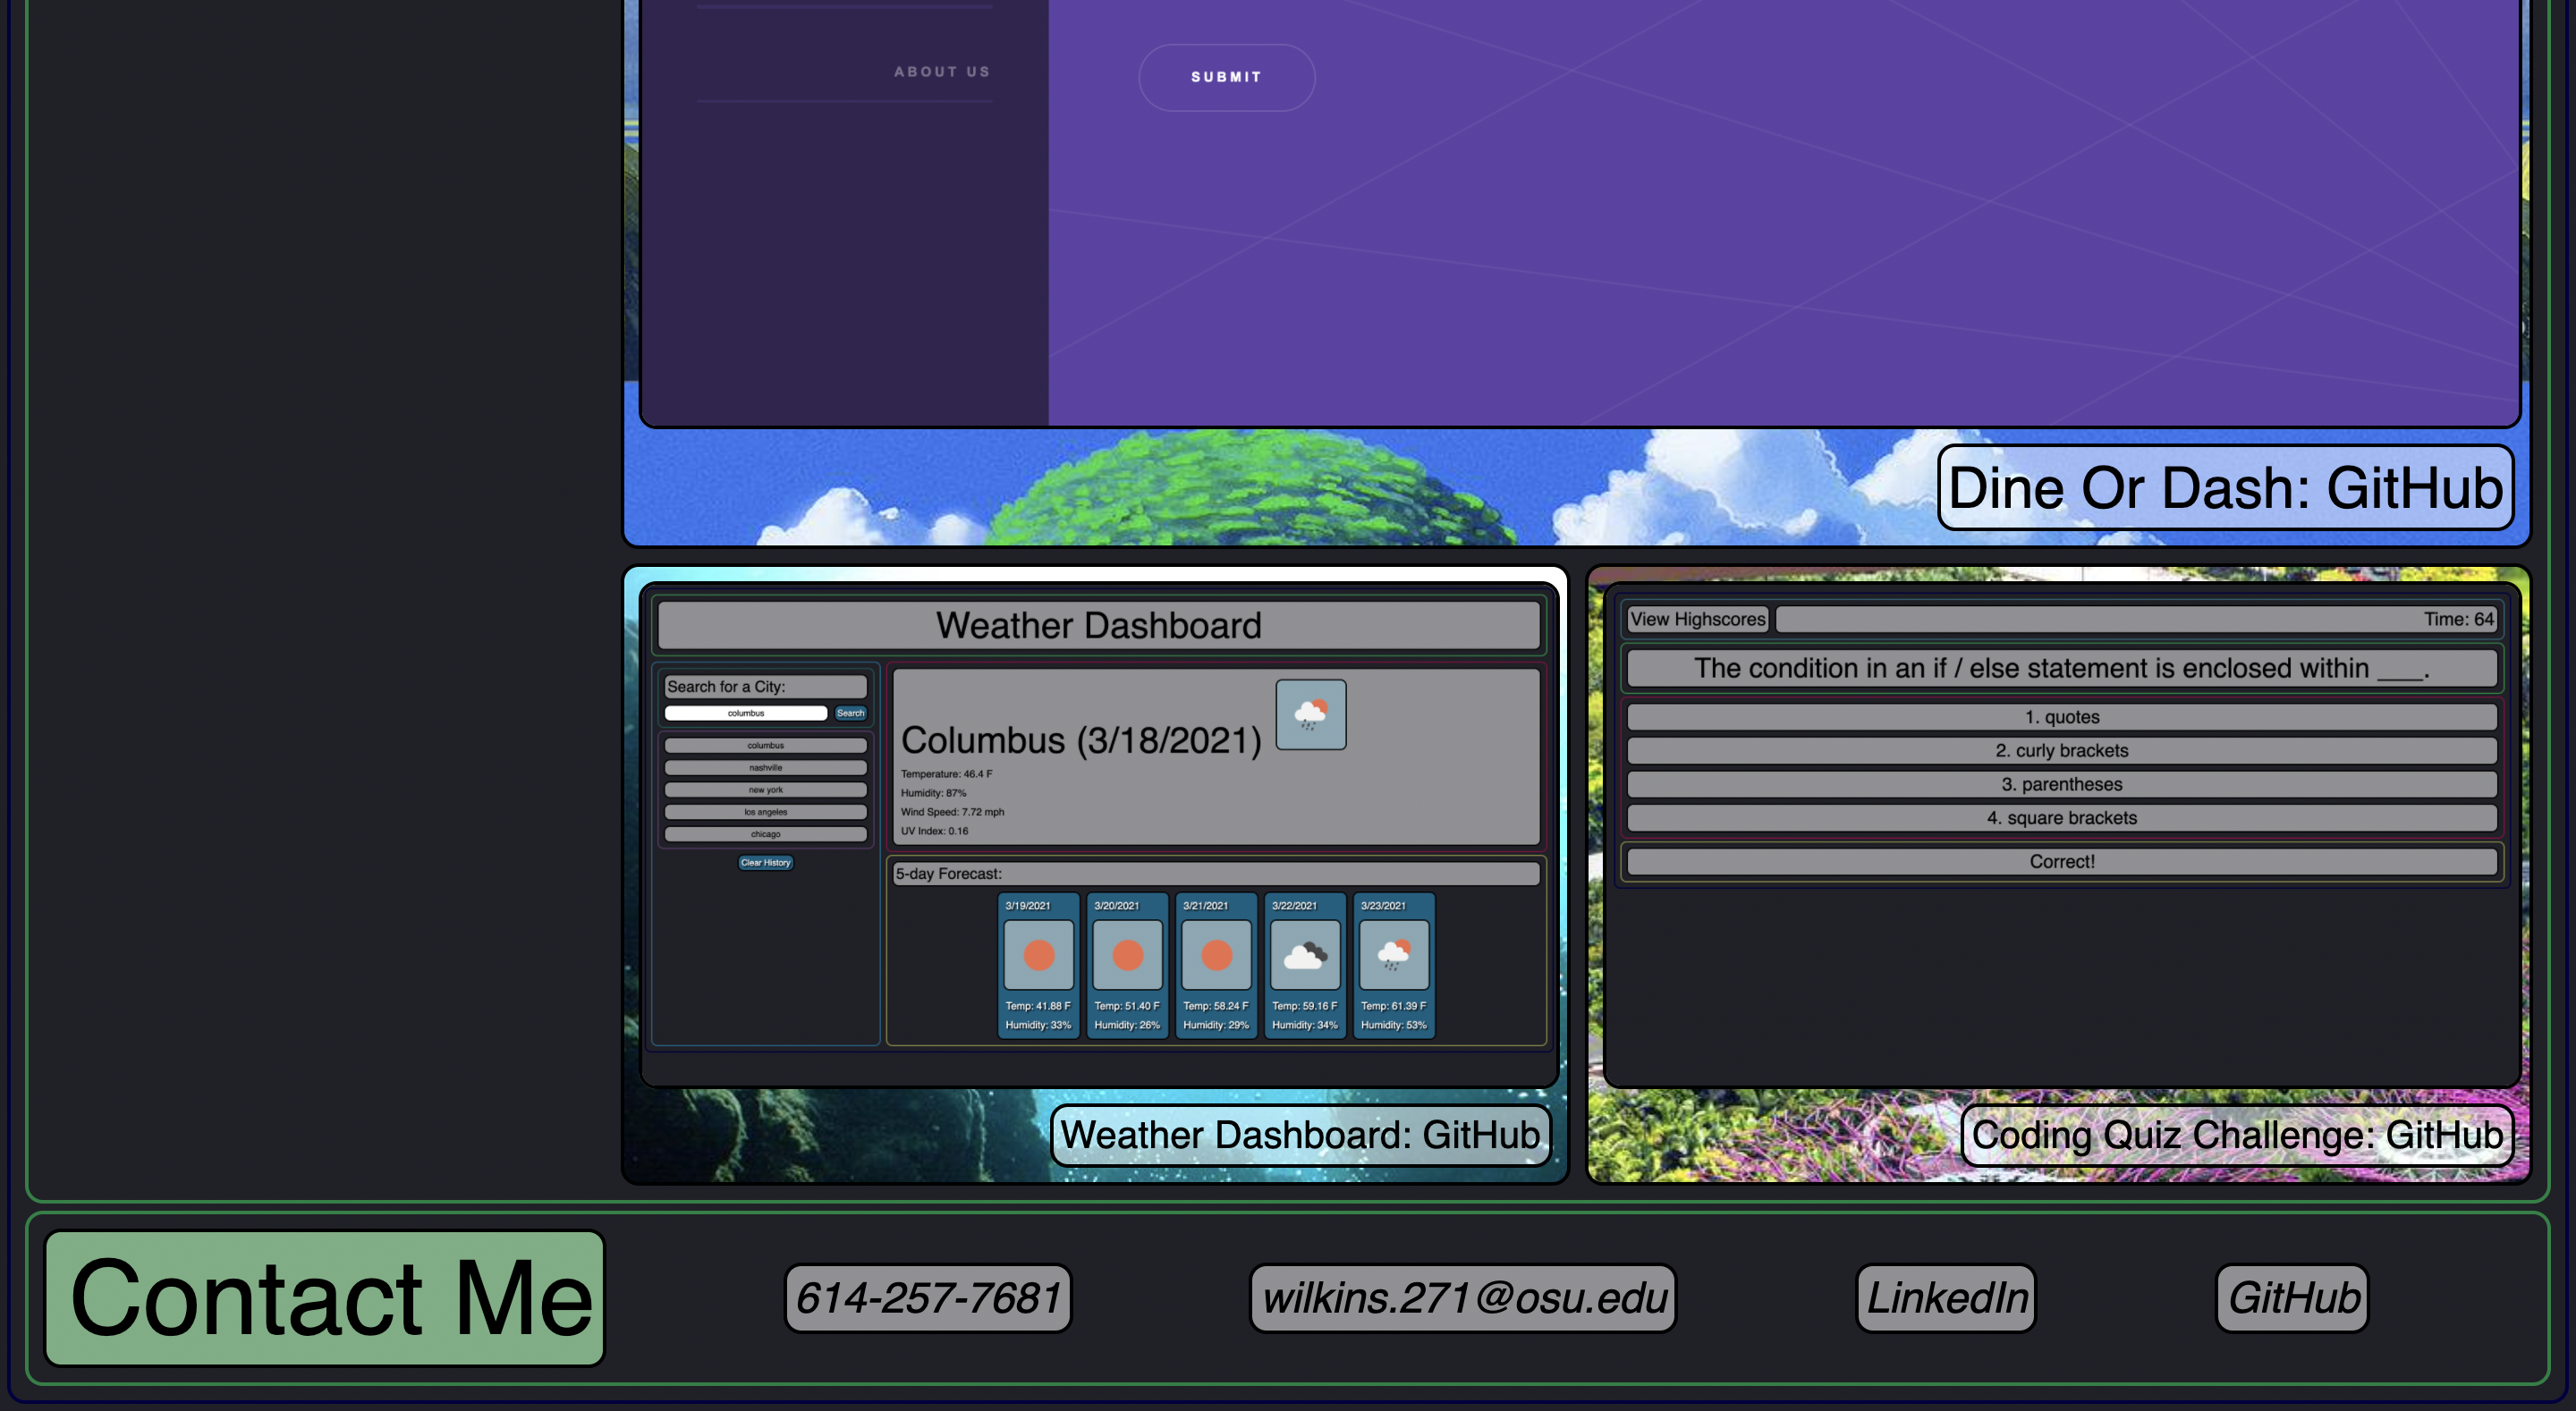 ABOUT US
SUBMIT
Dine Or Dash: GitHub
Weather Dashboard
Search for a City:
columbus Search
columbus
nashville
new york
los angeles
chicago
Clear History
Columbus (3/18/2021)
Temperature: 46.4 F
Humidity: 87%
Wind Speed: 7.72 mph
UV Index: 0.16
5-day Forecast:
3/19/2021 3/20/2021 3/21/2021 3/22/2021 3/23/2021
Temp: 41.88 F Temp: 51.40 F Temp: 58.24 F Temp: 59.16 F Temp: 61.39 F
Humidity: 33% Humidity: 26% Humidity: 29% Humidity: 34% Humidity: 53%
Weather Dashboard: GitHub
View Highscores Time: 64
The condition in an if / else statement is enclosed within ___.
1. quotes
2. curly brackets
3. parentheses
4. square brackets
Correct!
Coding Quiz Challenge: GitHub
Contact Me 614-257-7681 wilkins.271@osu.edu LinkedIn GitHub